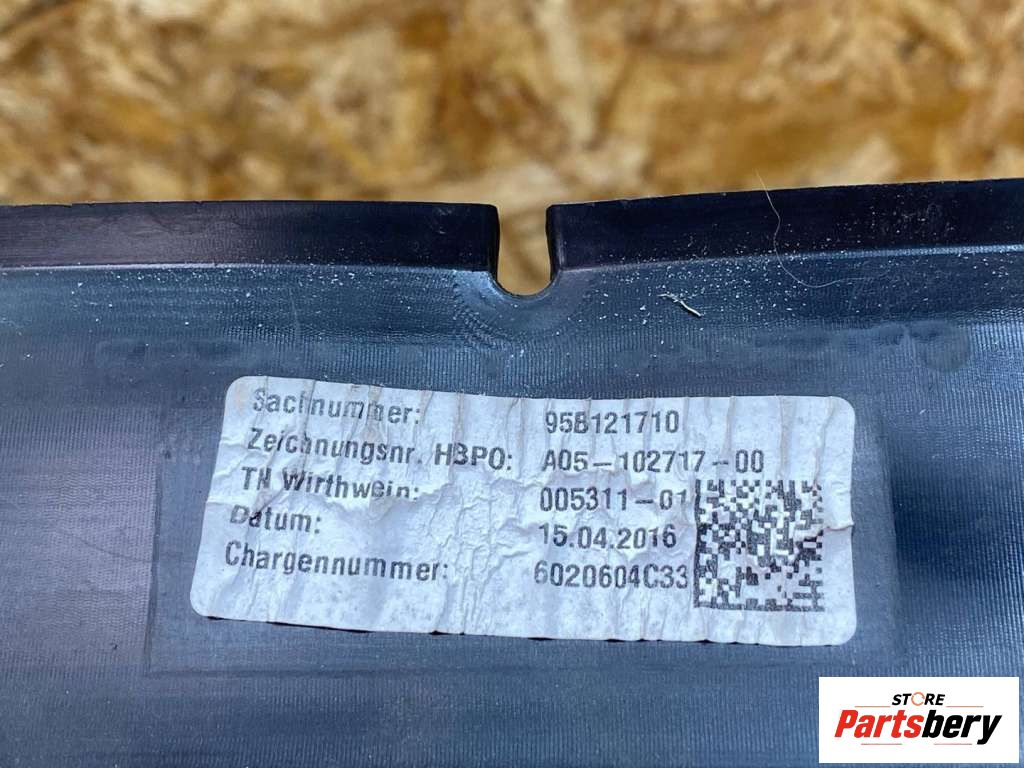 Sachnummer: 95B121710
Zeichnungsnr. HBPO: A05-102717-00
TN Wirthwein: 005311-01
Datum: 15.04.2016
Chargennummer: 6020604C33
STORE
Partsbery